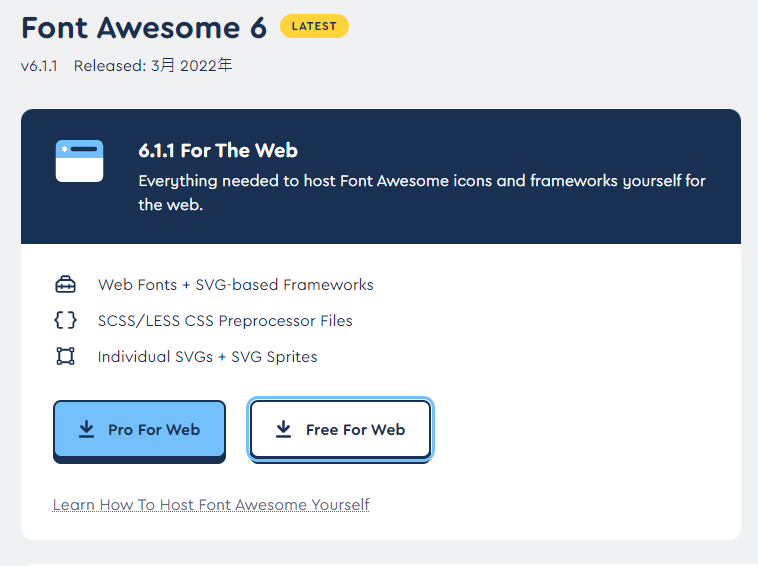 Font Awesome 6 LATEST
v6.1.1 Released: 3月 2022年
6.1.1 For The Web
Everything needed to host Font Awesome icons and frameworks yourself for
the web.
Web Fonts + SVG-based Frameworks
SCSS/LESS CSS Preprocessor Files
Individual SVGs + SVG Sprites
Pro For Web Free For Web
Learn How To Host Font Awesome Yourself